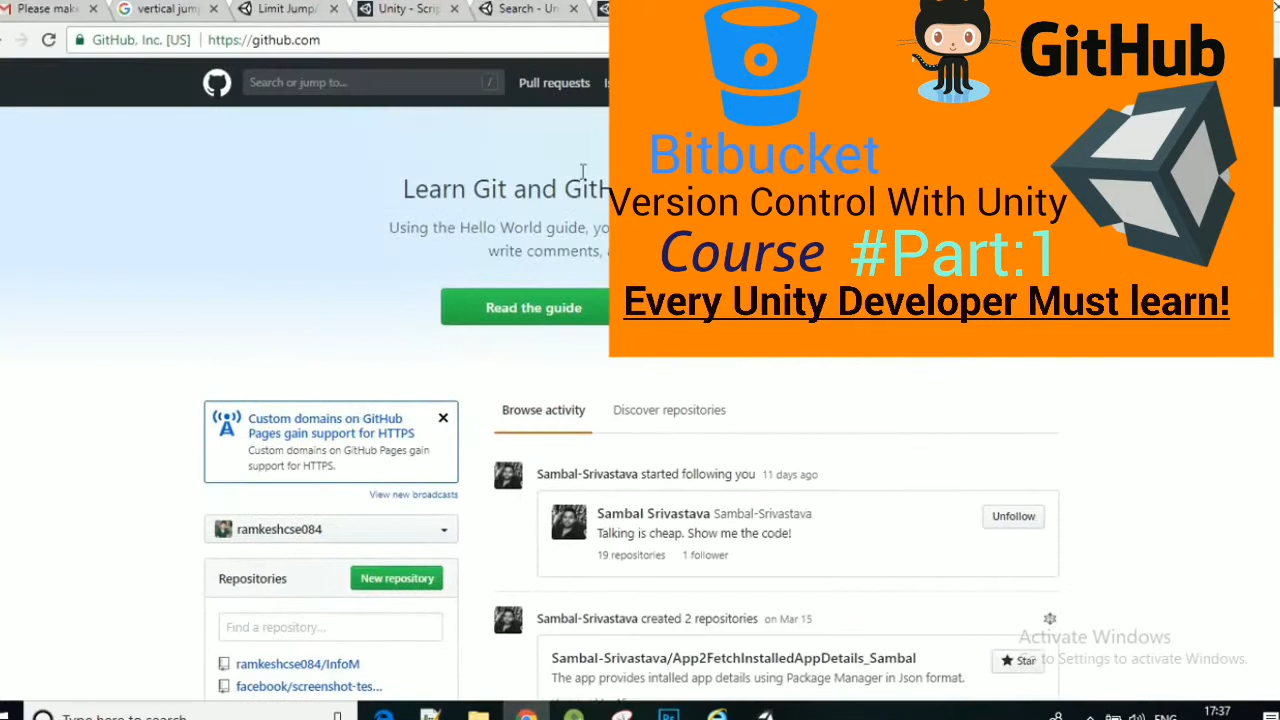 Please mak
vertical jum
Limit Jump/
Unity - Scrip
Search - Un
GitHub, Inc. [US]
https://github.com
Search or jump to...
/
Pull requests
Learn Git and GitH
Using the Hello World guide, yo
write comments,
Read the guide
GitHub
Bitbucket
Version Control With Unity
Course #Part:1
Every Unity Developer Must learn!
Custom domains on GitHub
Pages gain support for HTTPS
Custom domains on GitHub Pages gain
support for HTTPS.
View new broadcasts
ramkeshcse084
Repositories
New repository
Find a repository...
ramkeshcse084/InfoM
facebook/screenshot-tes...
Browse activity
Discover repositories
Sambal-Srivastava started following you 11 days ago
Sambal Srivastava Sambal-Srivastava
Talking is cheap. Show me the code!
19 repositories 1 follower
Unfollow
Sambal-Srivastava created 2 repositories on Mar 15
Sambal-Srivastava/App2FetchInstalledAppDetails_Sambal
The app provides intalled app details using Package Manager in Json format.
Star
Activate Windows
Go to Settings to activate Windows.
Type here to search
ENG
17:37